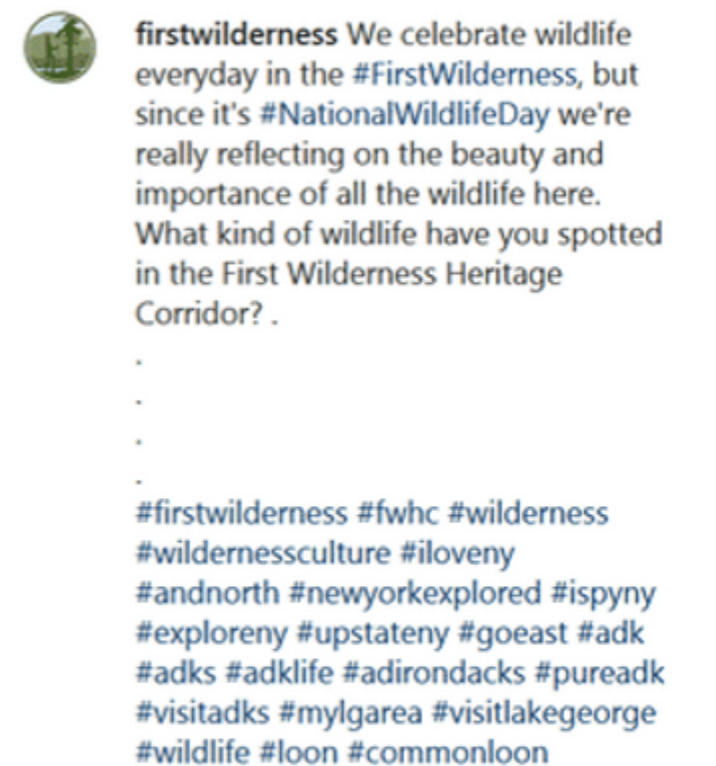 firstwilderness We celebrate wildlife
everyday in the #FirstWilderness, but
since it's #NationalWildlifeDay we're
really reflecting on the beauty and
importance of all the wildlife here.
What kind of wildlife have you spotted
in the First Wilderness Heritage
Corridor? .
.
.
.
.
#firstwilderness #fwhc #wilderness
#wildernessculture #iloveny
#andnorth #newyorkexplored #ispyny
#exploreny #upstateny #goeast #adk
#adks #adklife #adirondacks #pureadk
#visitadks #mylgarea #visitlakegeorge
#wildlife #loon #commonloon